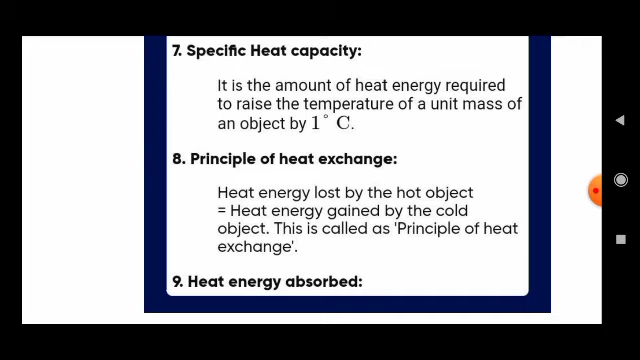 7. Specific Heat capacity:
It is the amount of heat energy required
to raise the temperature of a unit mass of
an object by 1° C.
8. Principle of heat exchange:
Heat energy lost by the hot object
= Heat energy gained by the cold
object. This is called as 'Principle of heat
exchange'.
9. Heat energy absorbed: